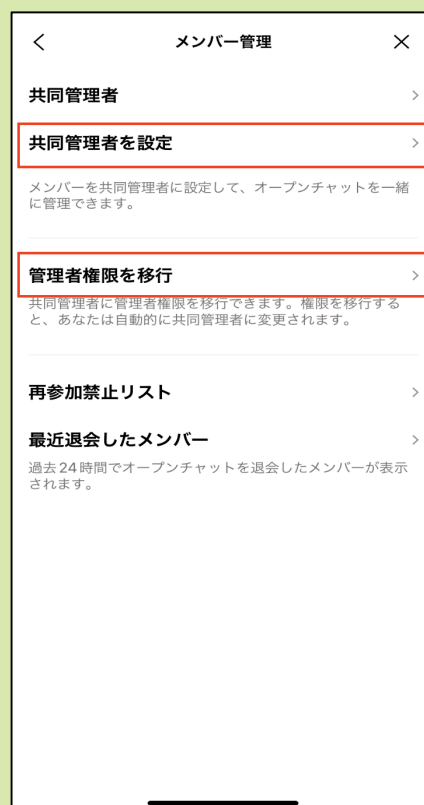 メンバー管理
共同管理者
共同管理者を設定
メンバーを共同管理者に設定して、オープンチャットを一緒
に管理できます。
管理者権限を移行
共同管理者に管理者権限を移行できます。権限を移行する
と、あなたは自動的に共同管理者に変更されます。
再参加禁止リスト
最近退会したメンバー
過去24時間でオープンチャットを退会したメンバーが表示
されます。